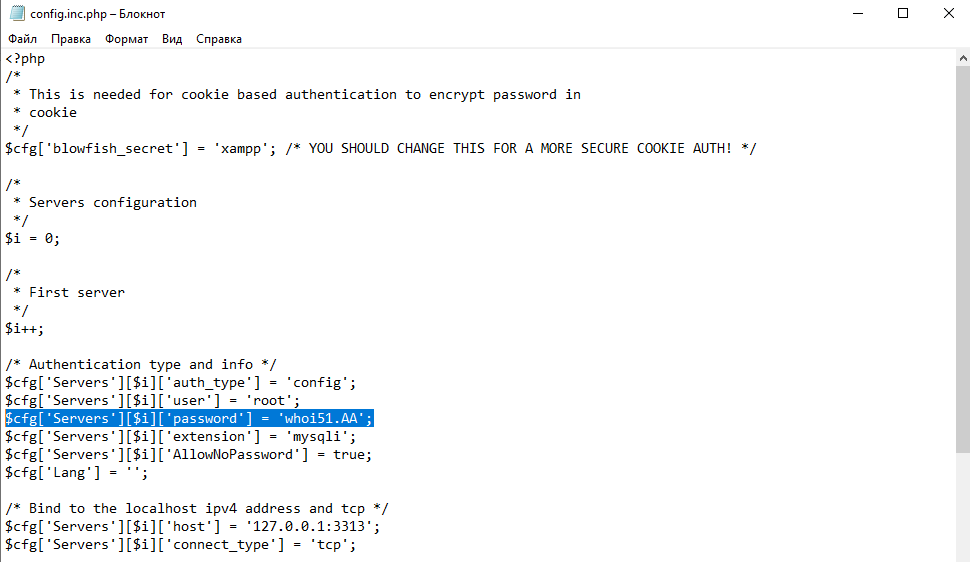 config.inc.php – Блокнот
Файл Правка Формат Вид Справка
<?php
/*
 * This is needed for cookie based authentication to encrypt password in
 * cookie
 */
$cfg['blowfish_secret'] = 'xampp'; /* YOU SHOULD CHANGE THIS FOR A MORE SECURE COOKIE AUTH! */
/*
 * Servers configuration
 */
$i = 0;
/*
 * First server
 */
$i++;
/* Authentication type and info */
$cfg['Servers'][$i]['auth_type'] = 'config';
$cfg['Servers'][$i]['user'] = 'root';
$cfg['Servers'][$i]['password'] = 'whoi51.AA';
$cfg['Servers'][$i]['extension'] = 'mysqli';
$cfg['Servers'][$i]['AllowNoPassword'] = true;
$cfg['Lang'] = '';
/* Bind to the localhost ipv4 address and tcp */
$cfg['Servers'][$i]['host'] = '127.0.0.1:3313';
$cfg['Servers'][$i]['connect_type'] = 'tcp';